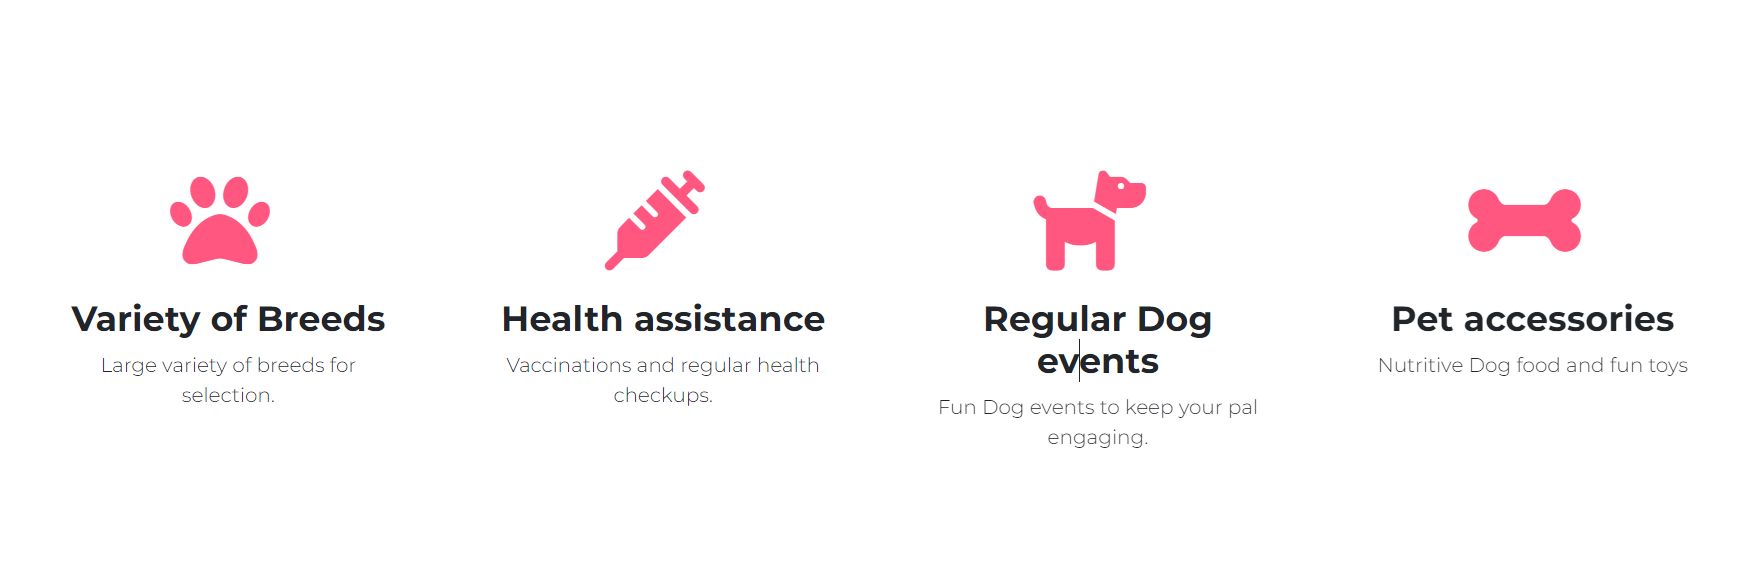 Variety of Breeds
Large variety of breeds for
selection.
Health assistance
Vaccinations and regular health
checkups.
Regular Dog
events
Fun Dog events to keep your pal
engaging.
Pet accessories
Nutritive Dog food and fun toys